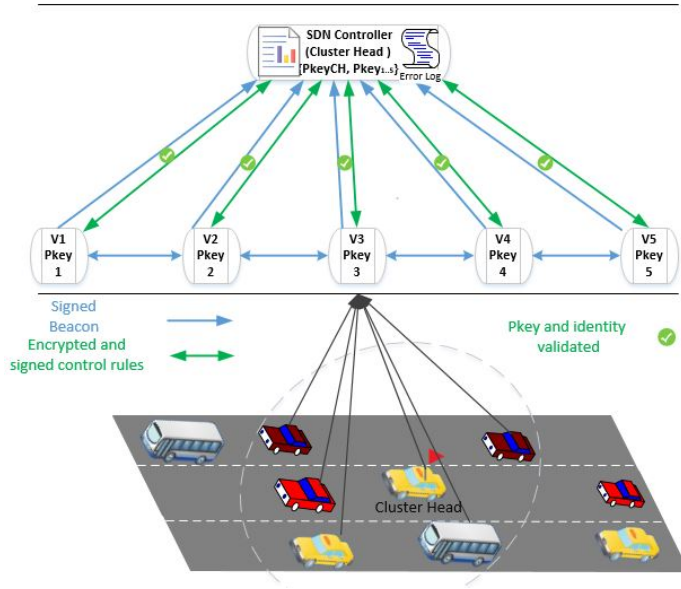 SDN Controller
(Cluster Head )
{PkeyCH, Pkey1..5}
Error Log
V1
Pkey
1
V2
Pkey
2
V3
Pkey
3
V4
Pkey
4
V5
Pkey
5
Signed
Beacon
Encrypted and
signed control rules
Pkey and identity
validated
Cluster Head